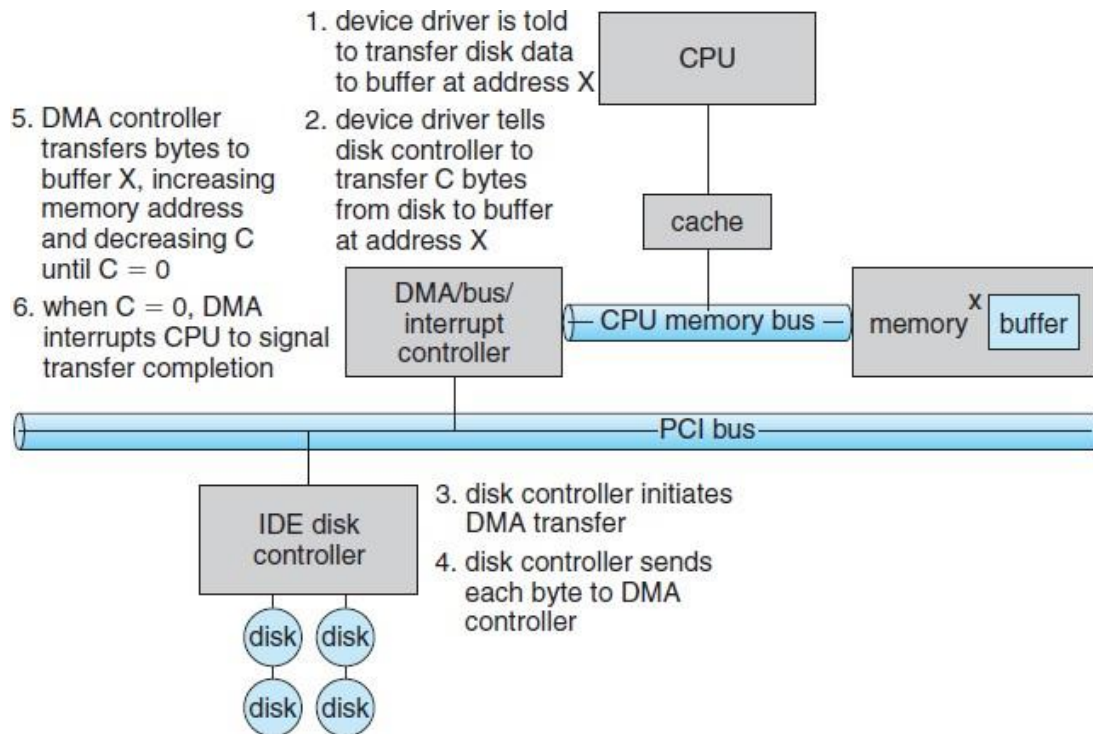 1. device driver is told
to transfer disk data
to buffer at address X
CPU
5. DMA controller
transfers bytes to
buffer X, increasing
memory address
and decreasing C
until C = 0
2. device driver tells
disk controller to
transfer C bytes
from disk to buffer
at address X
cache
6. when C = 0, DMA
interrupts CPU to signal
transfer completion
DMA/bus/
interrupt
controller
CPU memory bus
memory
X
buffer
PCI bus
IDE disk
controller
3. disk controller initiates
DMA transfer
4. disk controller sends
each byte to DMA
controller
disk
disk
disk
disk